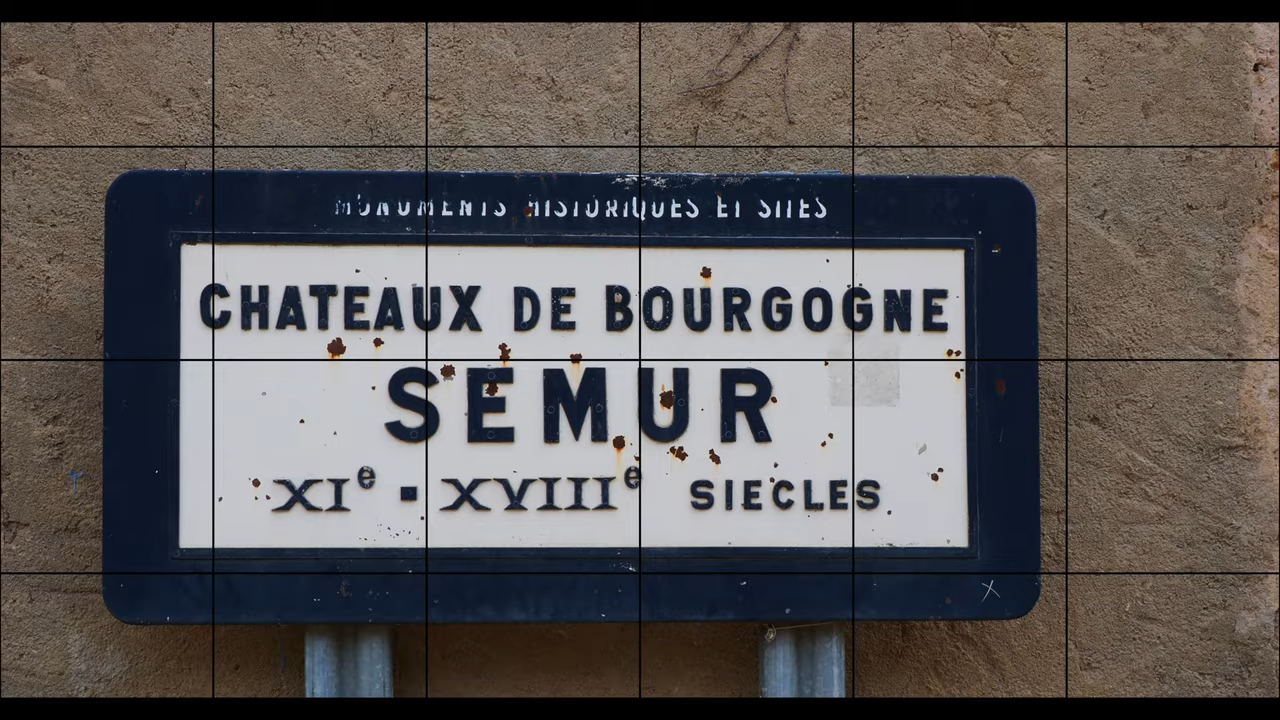 MONUMENTS HISTORIQUES ET SITES
CHATEAUX DE BOURGOGNE
SEMUR
XIe - XVIIIe SIECLES